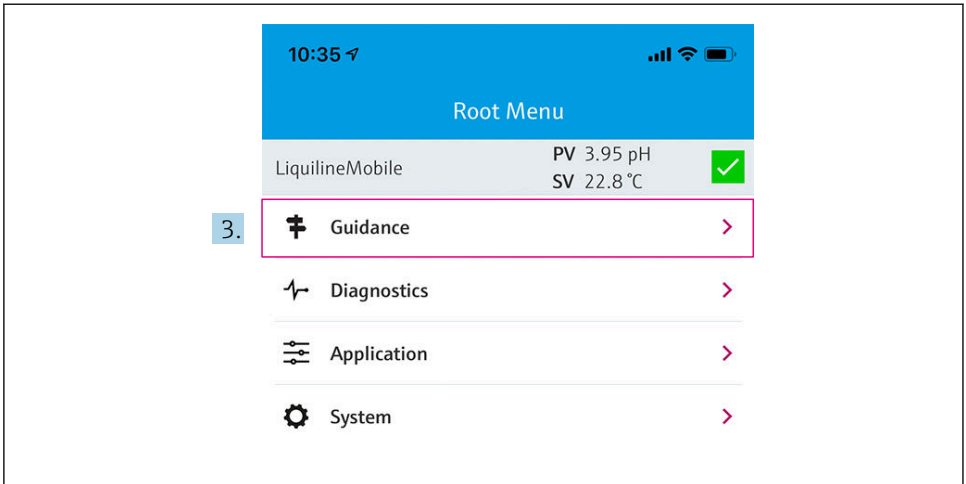 10:35
Root Menu
LiquilineMobile
PV 3.95 pH
SV 22.8 °C
3. Guidance
Diagnostics
Application
System